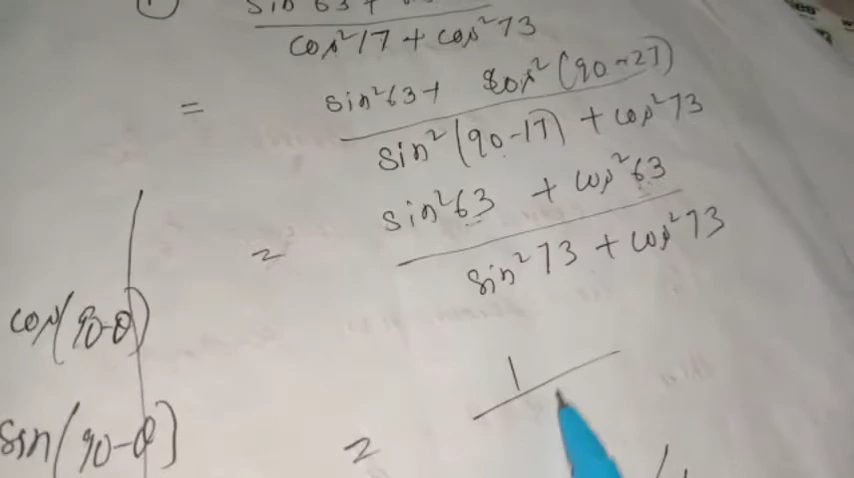 sin²63 +
cos²17 + cos²73
= sin²63 + cos²(90-27)
sin²(90-17) + cos²73
= sin²63 + cos²63
sin²73 + cos²73
cos(90-θ)
= 1
sin(90-θ)